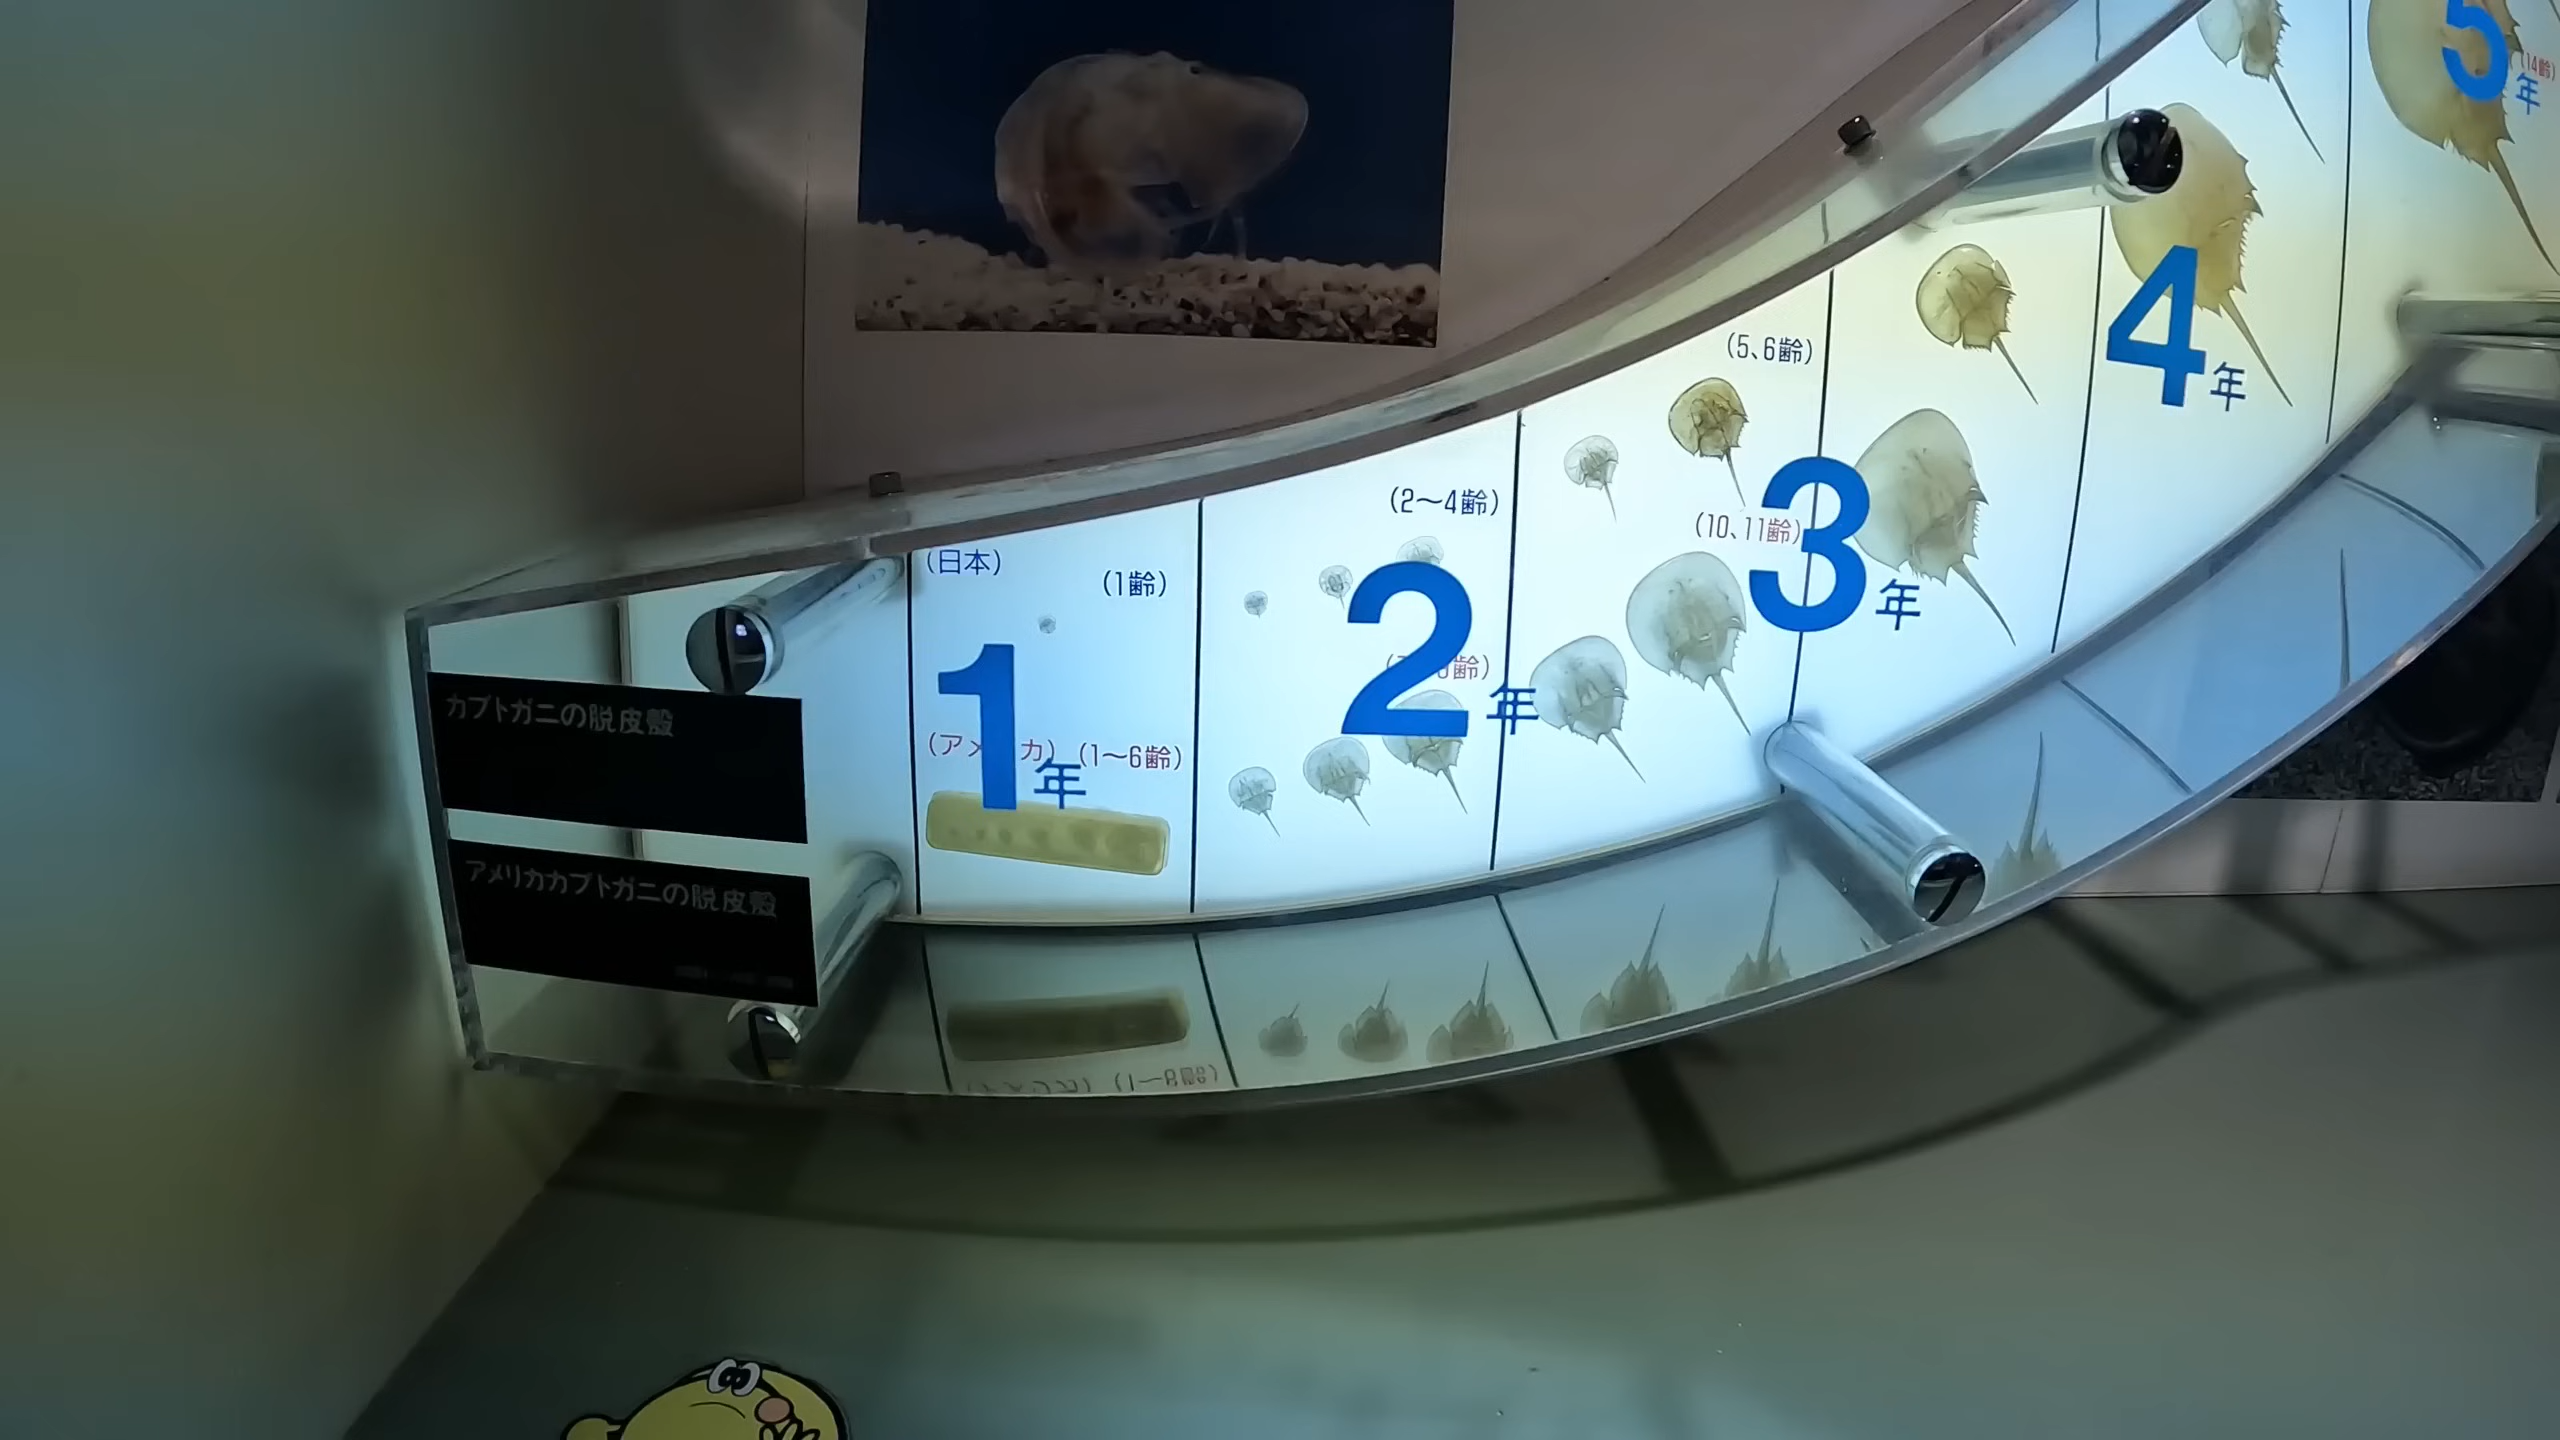 カブトガニの脱皮殻
アメリカカブトガニの脱皮殻
(日本)
(1齢)
1年
(1〜6齢)
(2〜4齢)
2年
(5、6齢)
(10、11齢)
3年
4年
(14齢)
5年